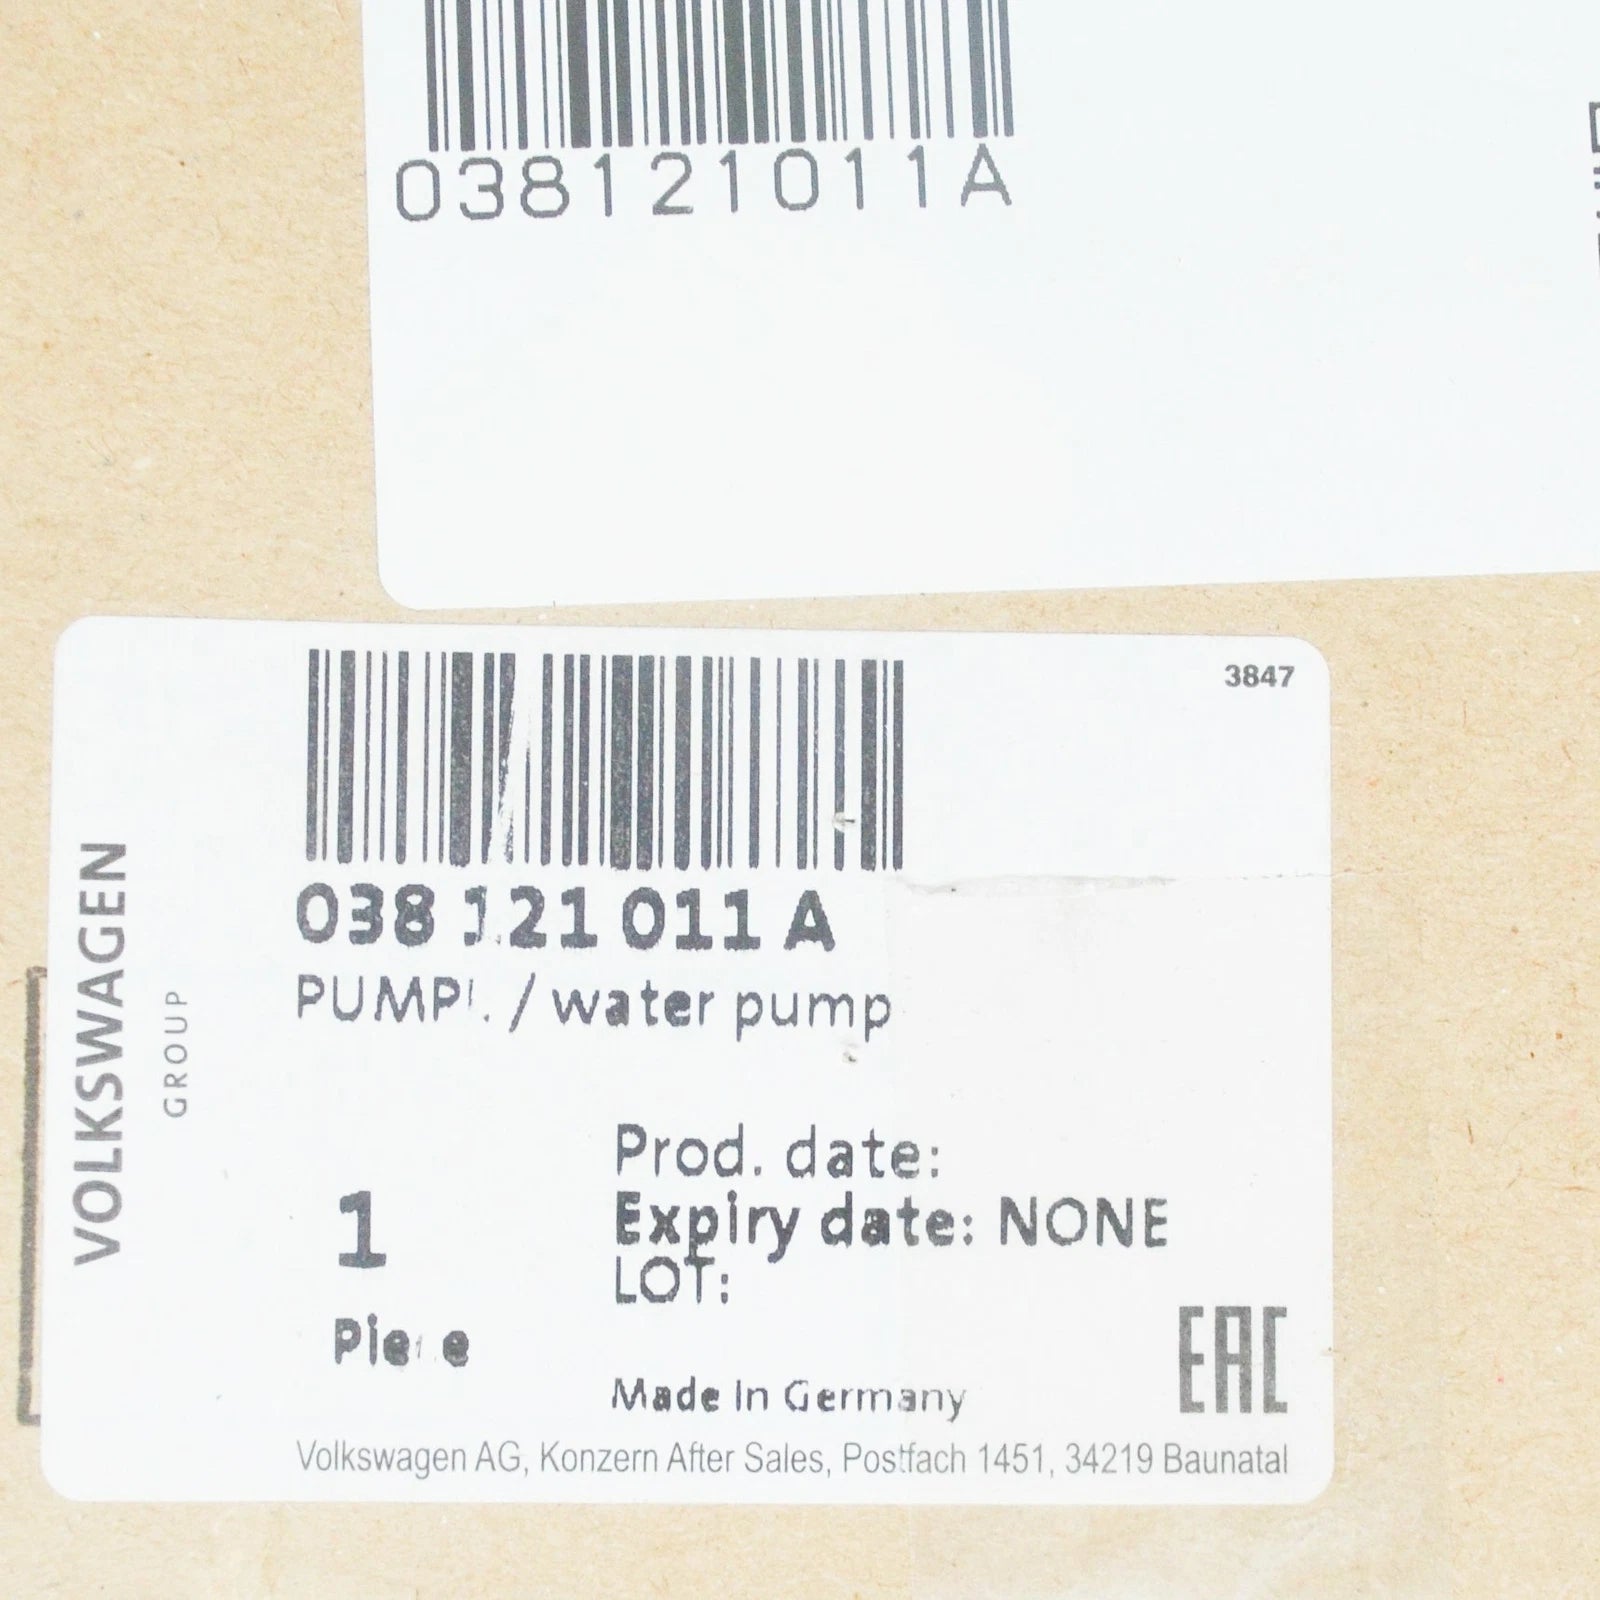 038121011A
3847
038 121 011 A
/ water pump
VOLKSWAGEN
GROUP
1
Prod. date:
Expiry date: NONE
LOT:
Made In Germany
EAC
Volkswagen AG, Konzern After Sales, Postfach 1451, 34219 Baunatal